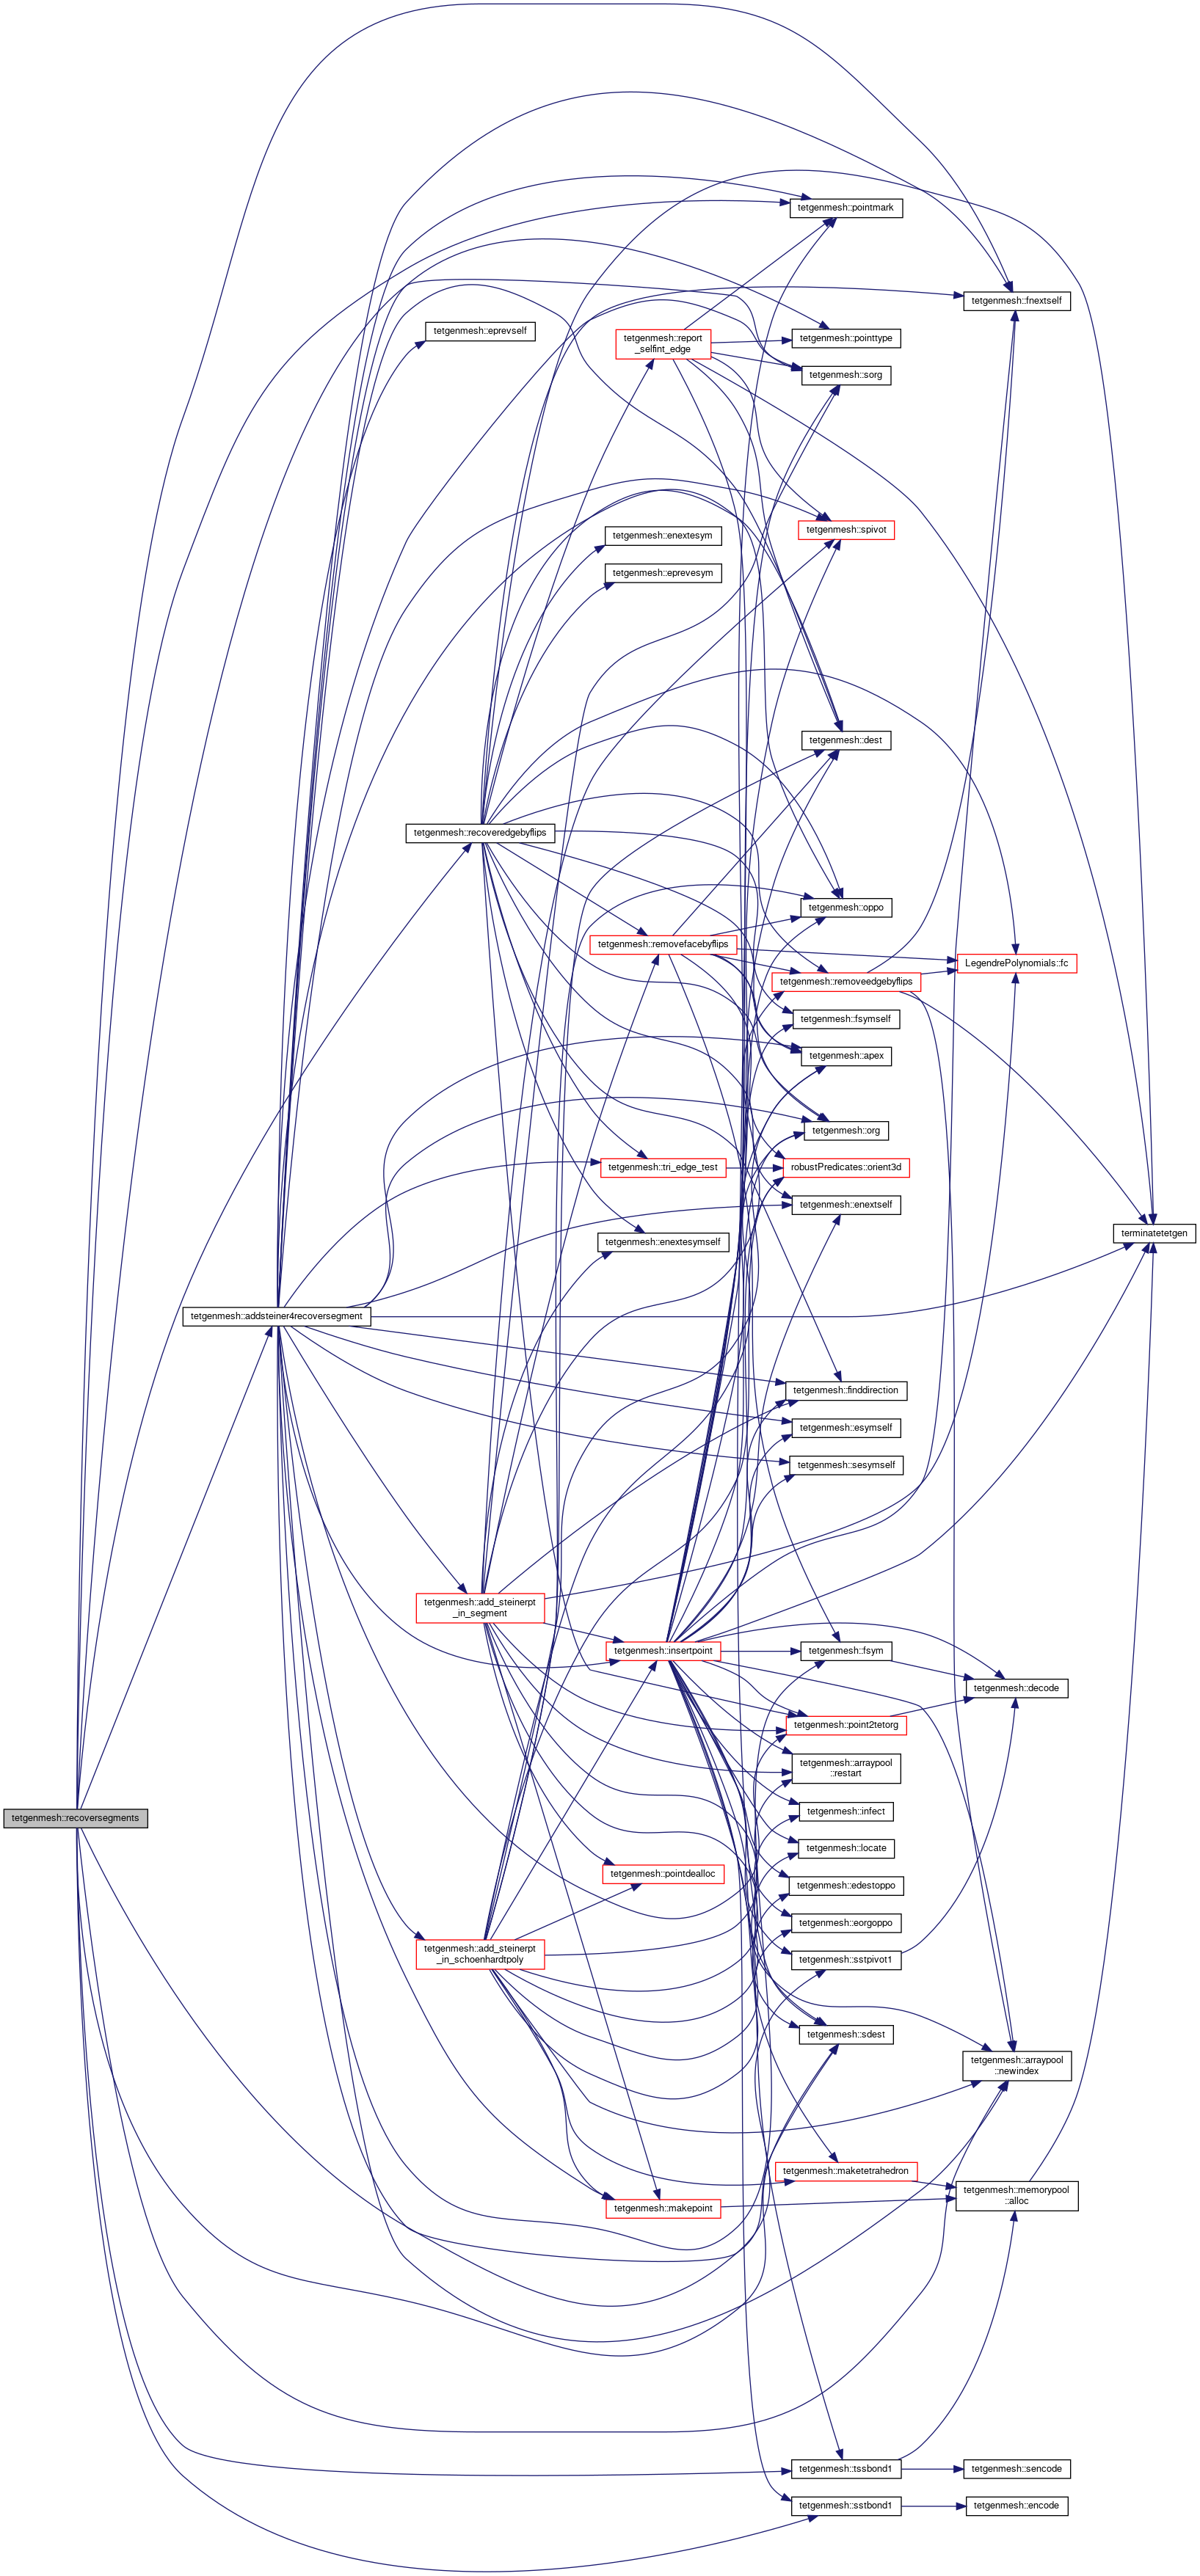 tetgenmesh::pointmark
tetgenmesh::fnextself
tetgenmesh::eprevself
tetgenmesh::report
_selfint_edge
tetgenmesh::pointtype
tetgenmesh::sorg
tetgenmesh::spivot
tetgenmesh::enextesym
tetgenmesh::eprevesym
tetgenmesh::dest
tetgenmesh::recoveredgebyflips
tetgenmesh::oppo
tetgenmesh::removefacebyflips
LegendrePolynomials::fc
tetgenmesh::removeedgebyflips
tetgenmesh::fsymself
tetgenmesh::apex
tetgenmesh::org
tetgenmesh::tri_edge_test
robustPredicates::orient3d
tetgenmesh::enextself
terminatetetgen
tetgenmesh::enextesymself
tetgenmesh::addsteiner4recoversegment
tetgenmesh::finddirection
tetgenmesh::esymself
tetgenmesh::sesymself
tetgenmesh::add_steinerpt
_in_segment
tetgenmesh::insertpoint
tetgenmesh::fsym
tetgenmesh::decode
tetgenmesh::point2tetorg
tetgenmesh::arraypool
::restart
tetgenmesh::recoversegments
tetgenmesh::infect
tetgenmesh::locate
tetgenmesh::pointdealloc
tetgenmesh::edestoppo
tetgenmesh::eorgoppo
tetgenmesh::add_steinerpt
_in_schoenhardtpoly
tetgenmesh::sstpivot1
tetgenmesh::sdest
tetgenmesh::arraypool
::newindex
tetgenmesh::maketetrahedron
tetgenmesh::memorypool
::alloc
tetgenmesh::makepoint
tetgenmesh::tssbond1
tetgenmesh::sencode
tetgenmesh::sstbond1
tetgenmesh::encode